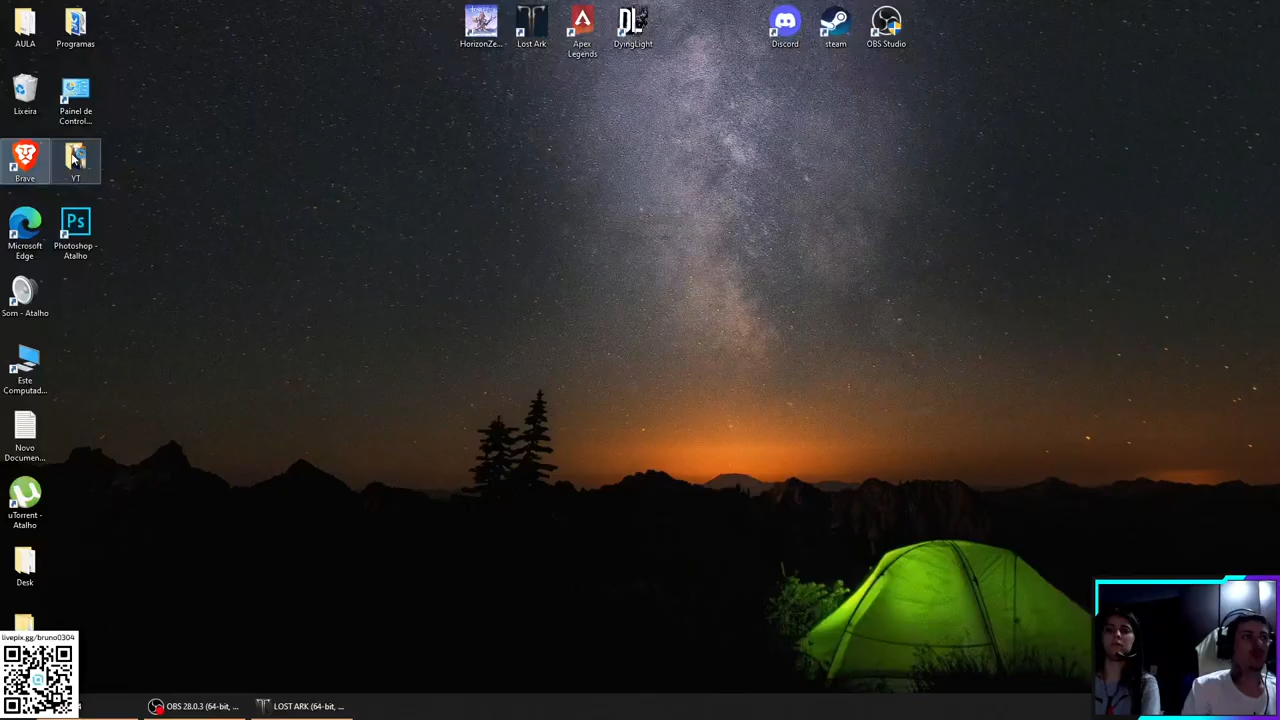 AULA
Programas
HorizonZe...
Lost Ark
Apex
Legends
DL
DyingLight
Discord
steam
OBS Studio
Lixeira
Painel de
Control...
Brave
YT
Microsoft
Edge
Ps
Photoshop -
Atalho
Som - Atalho
Este
Computad...
Novo
Documen...
uTorrent -
Atalho
Desk
livepix.gg/bruno0304
OBS 28.0.3 (64-bit, ...
LOST ARK (64-bit, ...